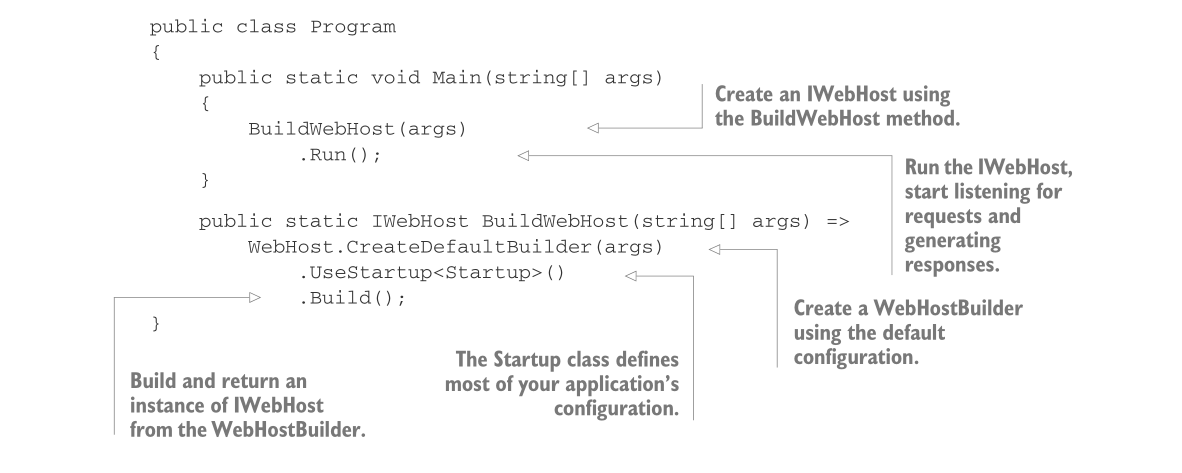 public class Program
{
public static void Main(string[] args)
{
BuildWebHost(args)
.Run();
}
public static IWebHost BuildWebHost(string[] args) =>
WebHost.CreateDefaultBuilder(args)
.UseStartup<Startup>()
.Build();
}
Create an IWebHost using
the BuildWebHost method.
Run the IWebHost,
start listening for
requests and
generating
responses.
Create a WebHostBuilder
using the default
configuration.
The Startup class defines
most of your application’s
configuration.
Build and return an
instance of IWebHost
from the WebHostBuilder.